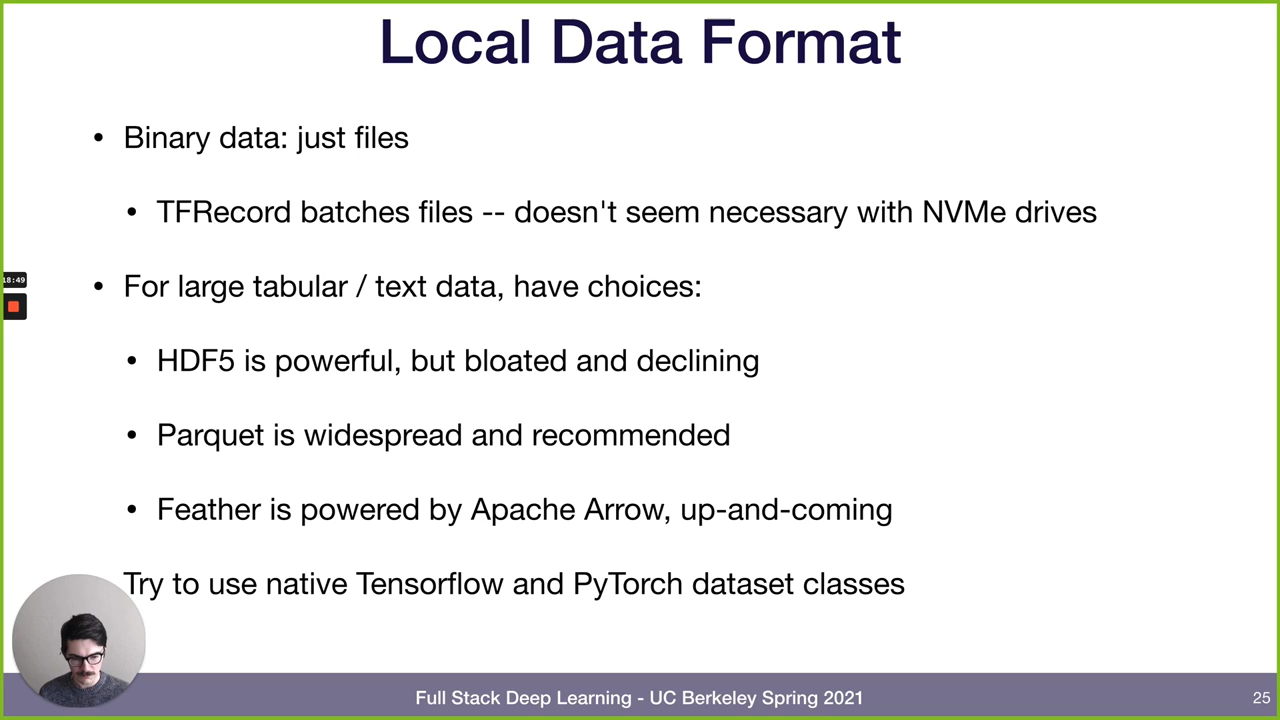 Local Data Format
• Binary data: just files
• TFRecord batches files -- doesn't seem necessary with NVMe drives
18:49
• For large tabular / text data, have choices:
• HDF5 is powerful, but bloated and declining
• Parquet is widespread and recommended
• Feather is powered by Apache Arrow, up-and-coming
Try to use native Tensorflow and PyTorch dataset classes
Full Stack Deep Learning - UC Berkeley Spring 2021
25